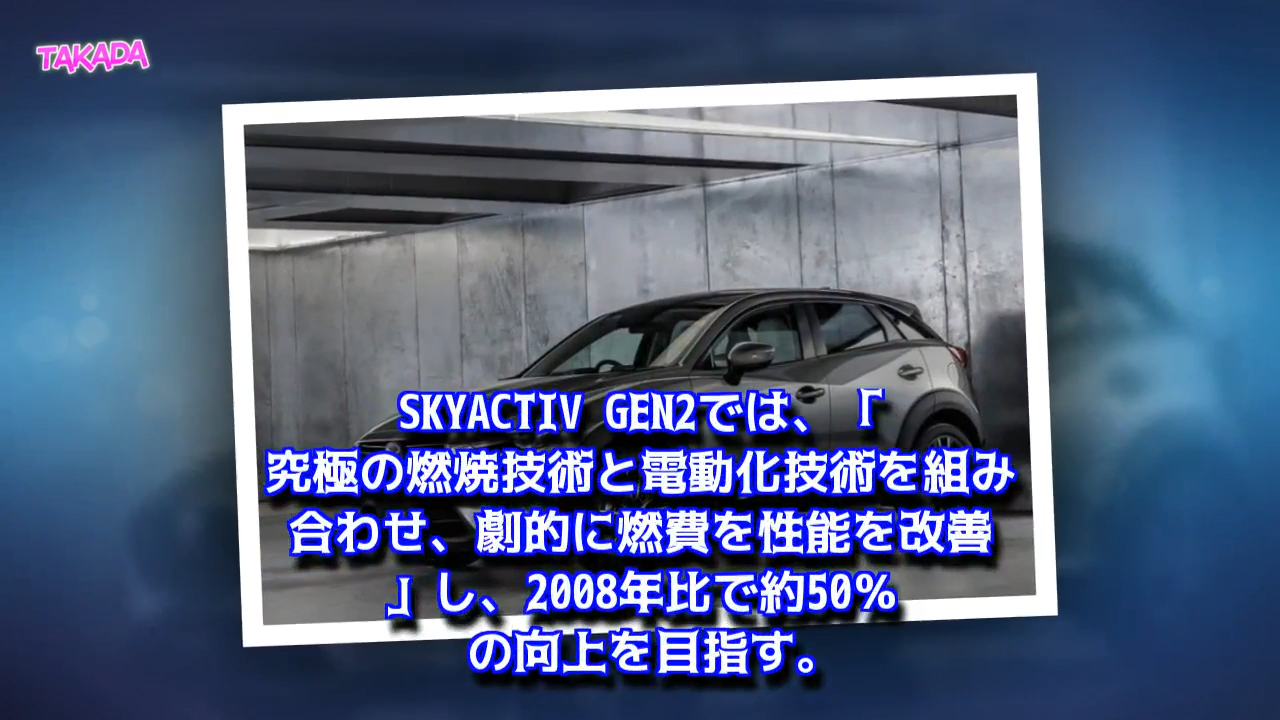 TAKADA
SKYACTIV GEN2では、「
究極の燃焼技術と電動化技術を組み
合わせ、劇的に燃費を性能を改善
」し、2008年比で約50％
の向上を目指す。